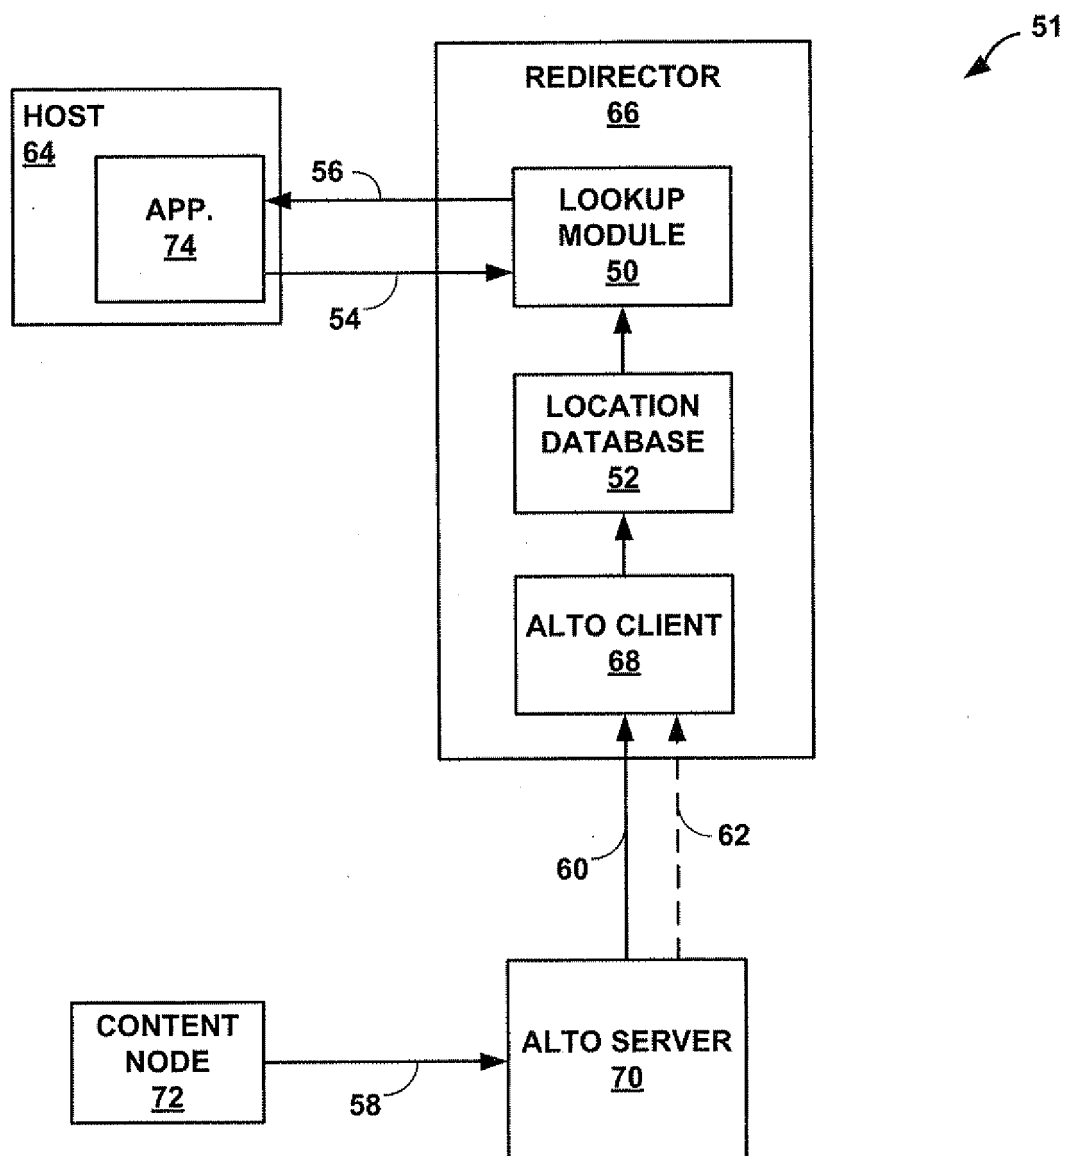 51
REDIRECTOR
66
HOST
64
APP.
74
56
54
LOOKUP
MODULE
50
LOCATION
DATABASE
52
ALTO CLIENT
68
60
62
CONTENT
NODE
72
58
ALTO SERVER
70